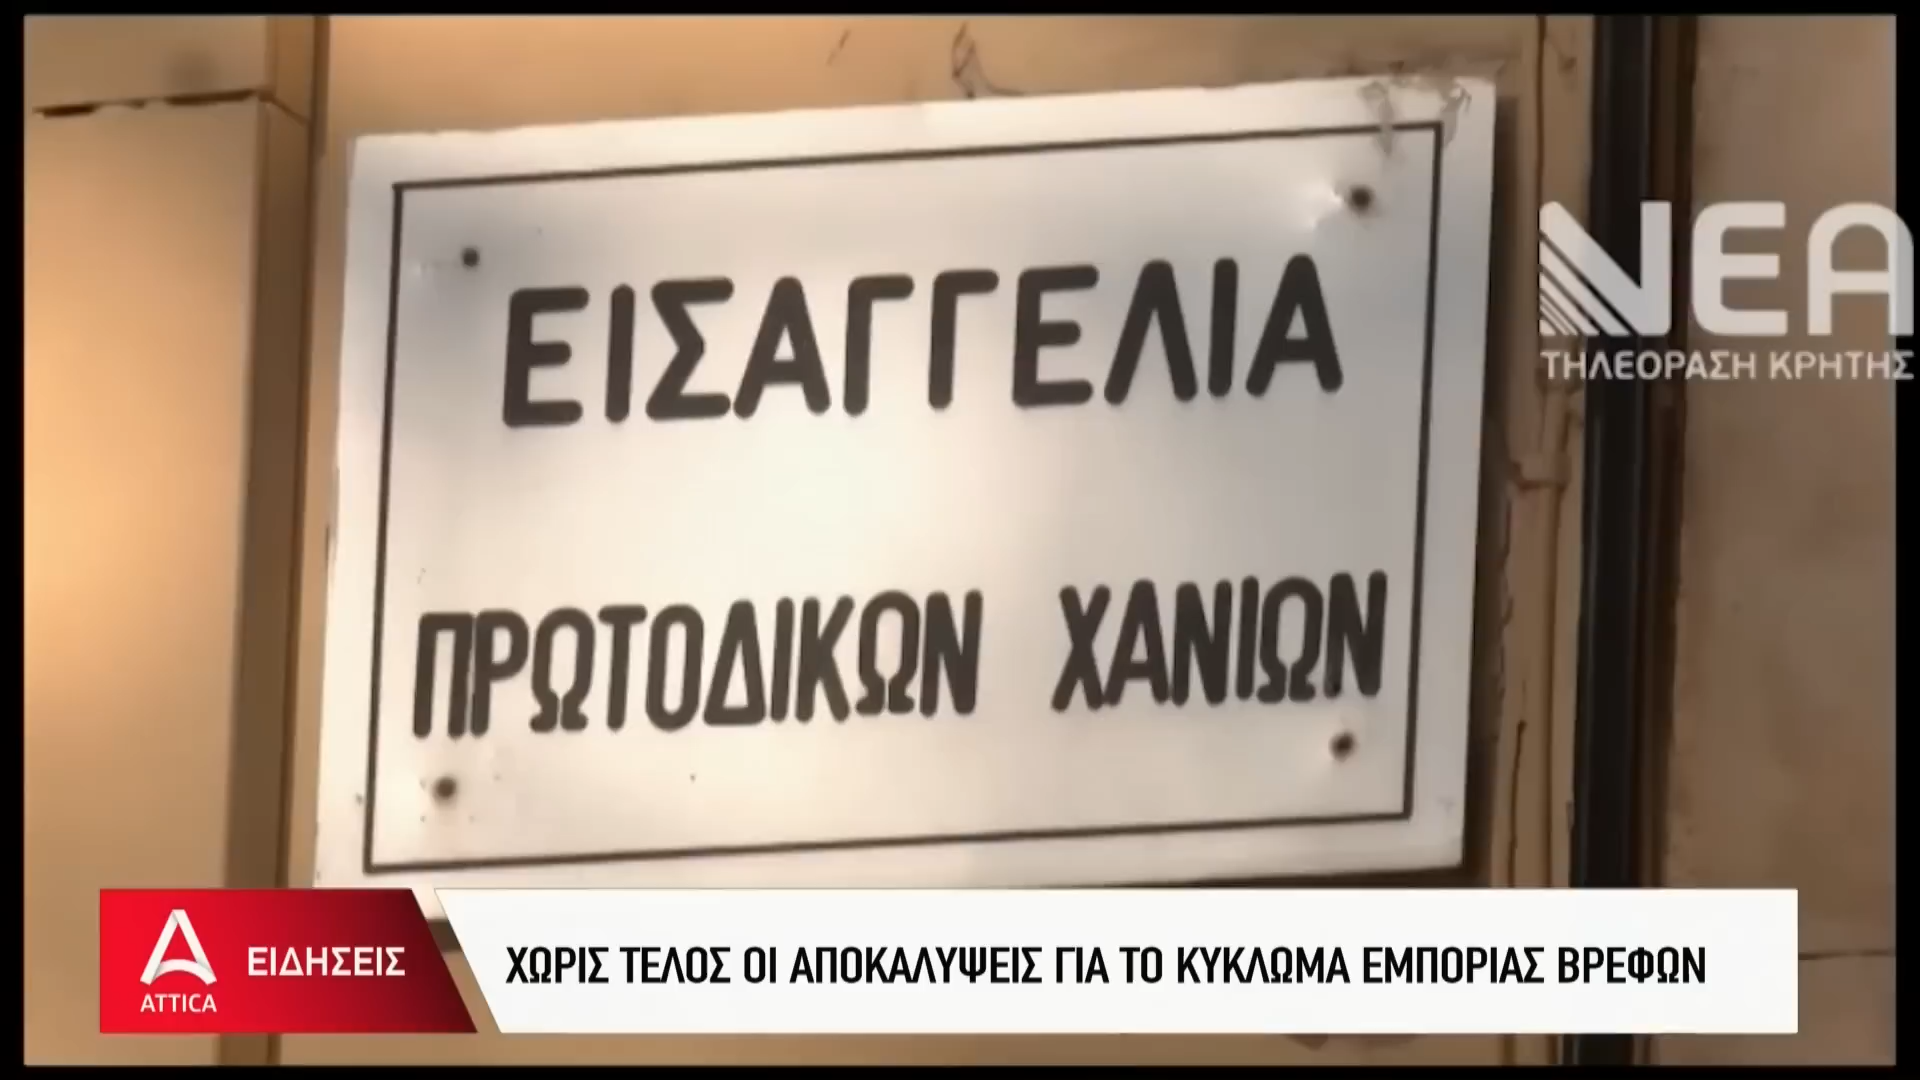 ΕΙΣΑΓΓΕΛΙΑ
ΠΡΩΤΟΔΙΚΩΝ ΧΑΝΙΩΝ
ΝΕΑ
ΤΗΛΕΟΡΑΣΗ ΚΡΗΤΗΣ
ATTICA
ΕΙΔΗΣΕΙΣ
ΧΩΡΙΣ ΤΕΛΟΣ ΟΙ ΑΠΟΚΑΛΥΨΕΙΣ ΓΙΑ ΤΟ ΚΥΚΛΩΜΑ ΕΜΠΟΡΙΑΣ ΒΡΕΦΩΝ